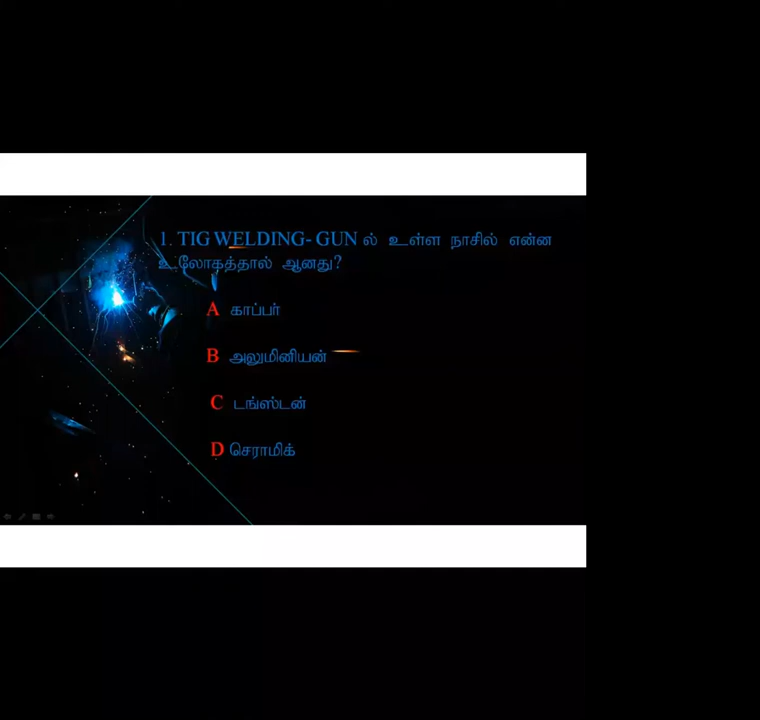 1. TIG WELDING- GUN ல் உள்ள நாசில் என்ன
உலோகத்தால் ஆனது?
A காப்பர்
B அலுமினியன்
C டங்ஸ்டன்
D செராமிக்